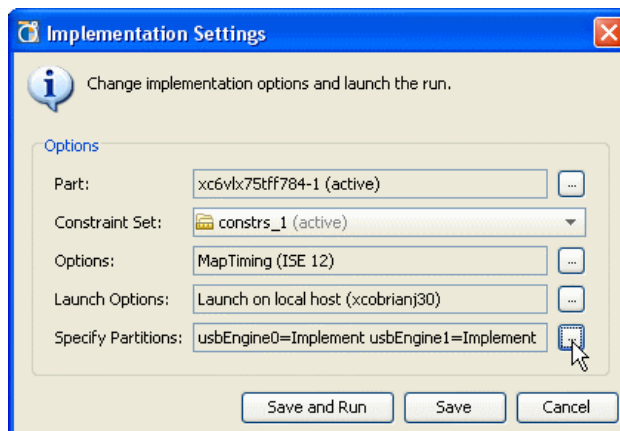 Implementation Settings
Change implementation options and launch the run.
Options
Part: xc6vlx75tff784-1 (active) ...
Constraint Set: constrs_1 (active)
Options: MapTiming (ISE 12) ...
Launch Options: Launch on local host (xcobrianj30) ...
Specify Partitions: usbEngine0=Implement usbEngine1=Implement ...
Save and Run Save Cancel